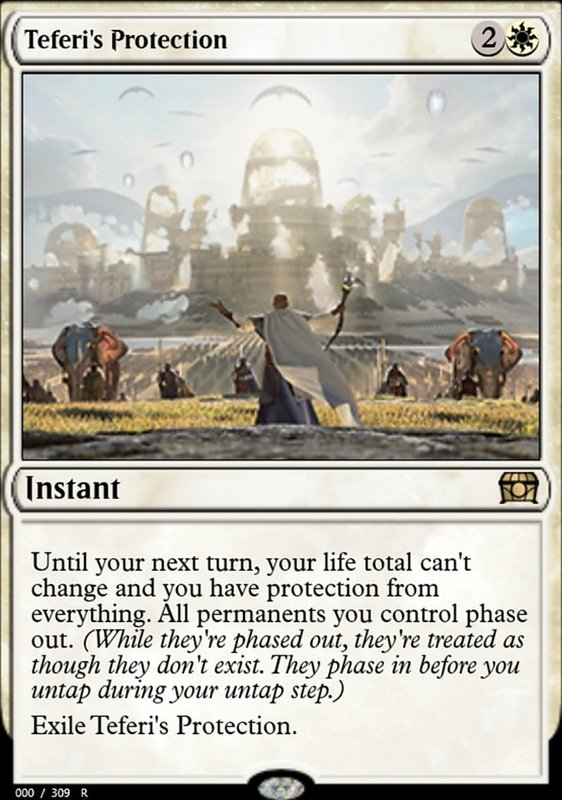 Teferi's Protection 2
Instant
Until your next turn, your life total can't
change and you have protection from
everything. All permanents you control phase
out. (While they're phased out, they're treated as
though they don't exist. They phase in before you
untap during your untap step.)
Exile Teferi's Protection.
000 / 309 R